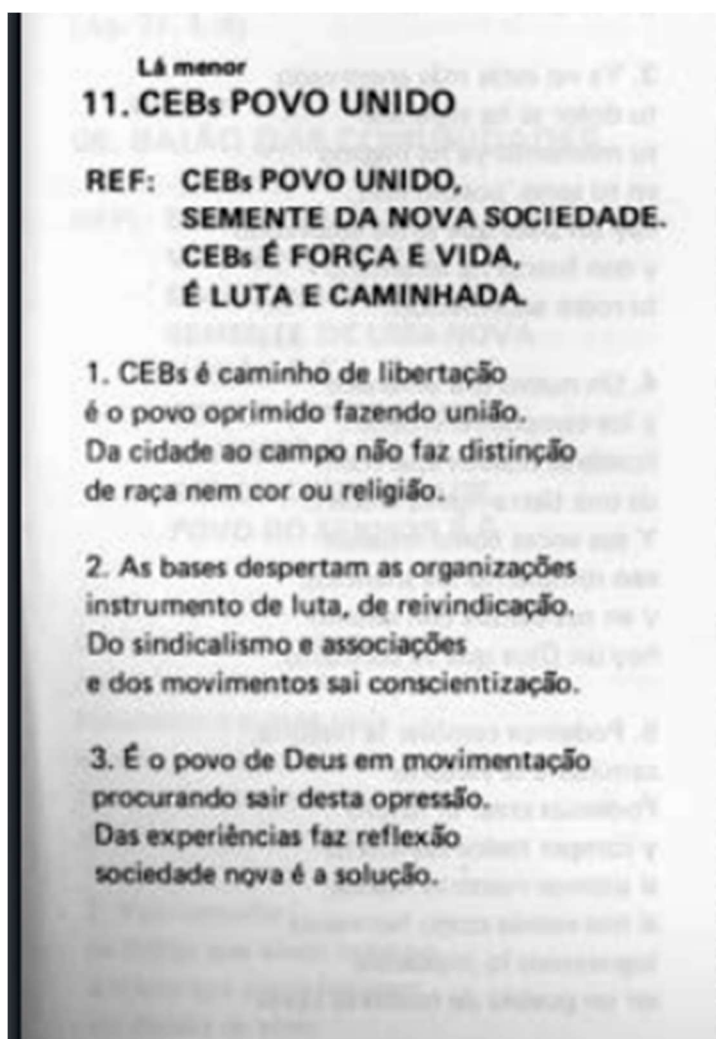 Lá menor
11. CEBs POVO UNIDO
REF: CEBs POVO UNIDO,
SEMENTE DA NOVA SOCIEDADE.
CEBs É FORÇA E VIDA,
É LUTA E CAMINHADA.
1. CEBs é caminho de libertação
é o povo oprimido fazendo união.
Da cidade ao campo não faz distinção
de raça nem cor ou religião.
2. As bases despertam as organizações
instrumento de luta, de reivindicação.
Do sindicalismo e associações
e dos movimentos sai conscientização.
3. É o povo de Deus em movimentação
procurando sair desta opressão.
Das experiências faz reflexão
sociedade nova é a solução.